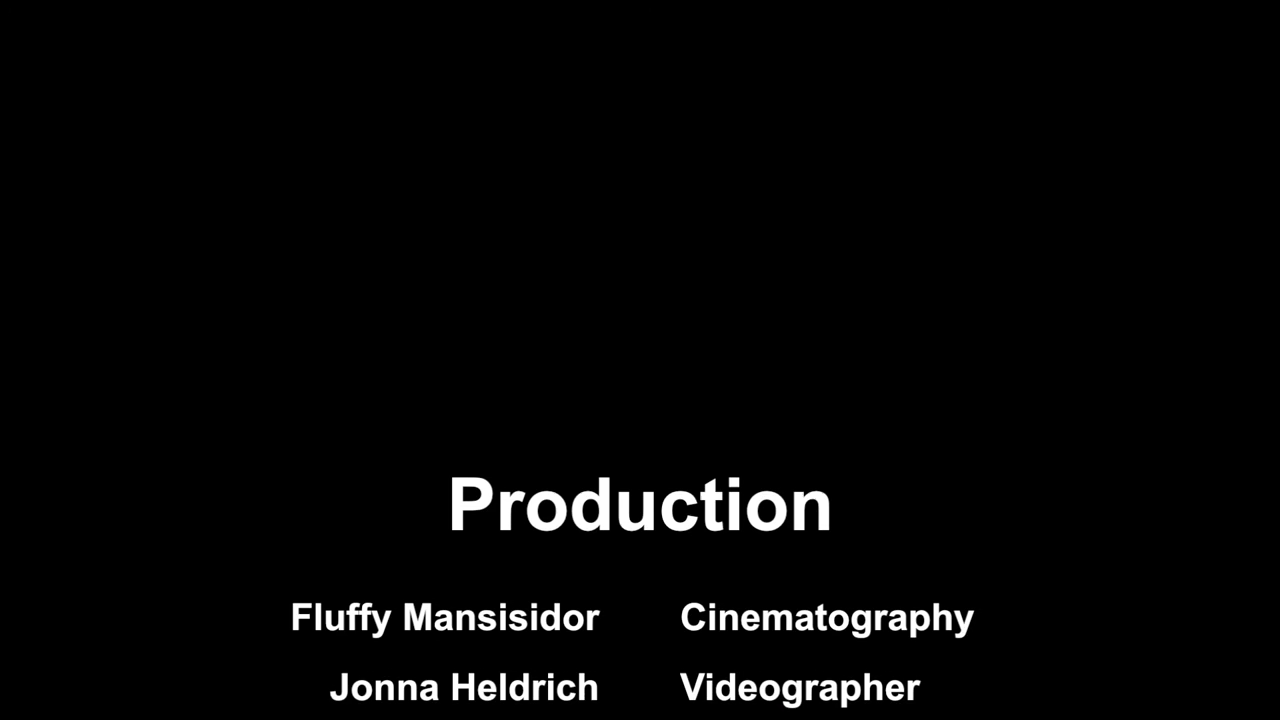 Production
Fluffy Mansisidor Cinematography
Jonna Heldrich Videographer